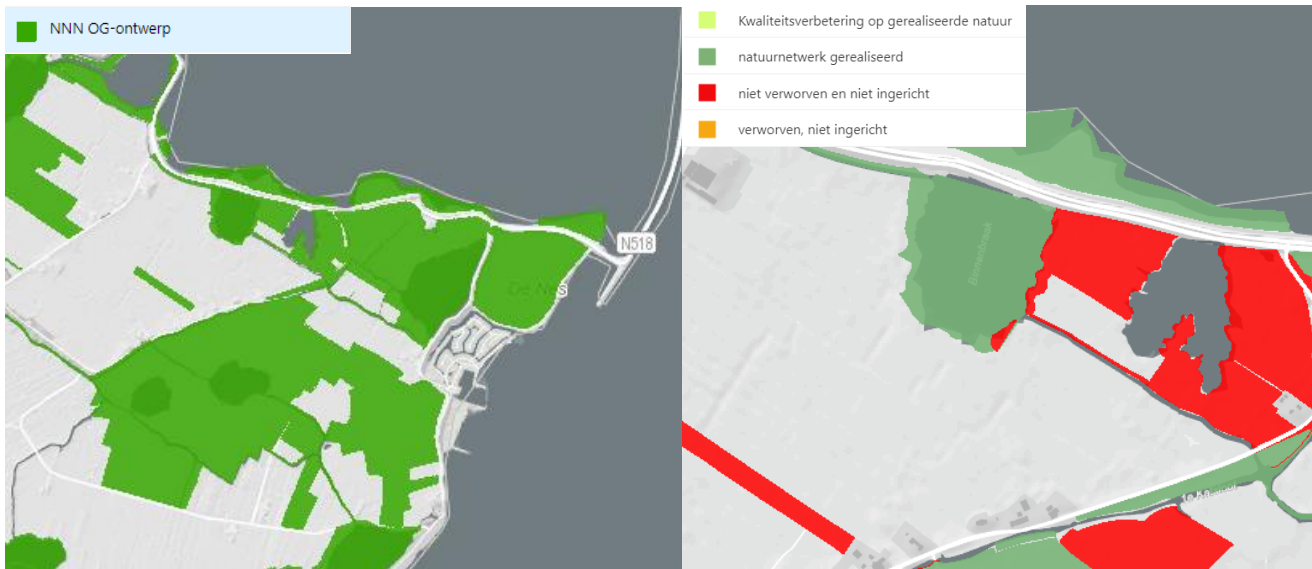 NNN OG-ontwerp
N518
De Nes
Kwaliteitsverbetering op gerealiseerde natuur
natuurnetwerk gerealiseerd
niet verworven en niet ingericht
verworven, niet ingericht